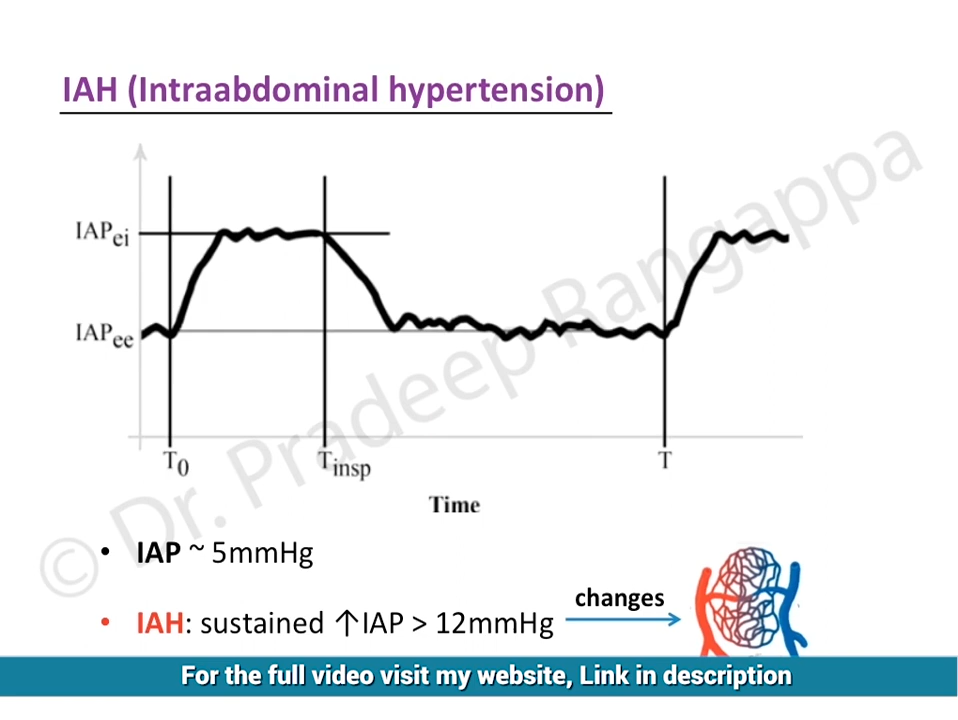 IAH (Intraabdominal hypertension)
IAPei
IAPee
T0
Tinsp
T
Time
© Dr. Pradeep Rangappa
• IAP ~ 5mmHg
• IAH: sustained ↑IAP > 12mmHg
changes
For the full video visit my website, Link in description